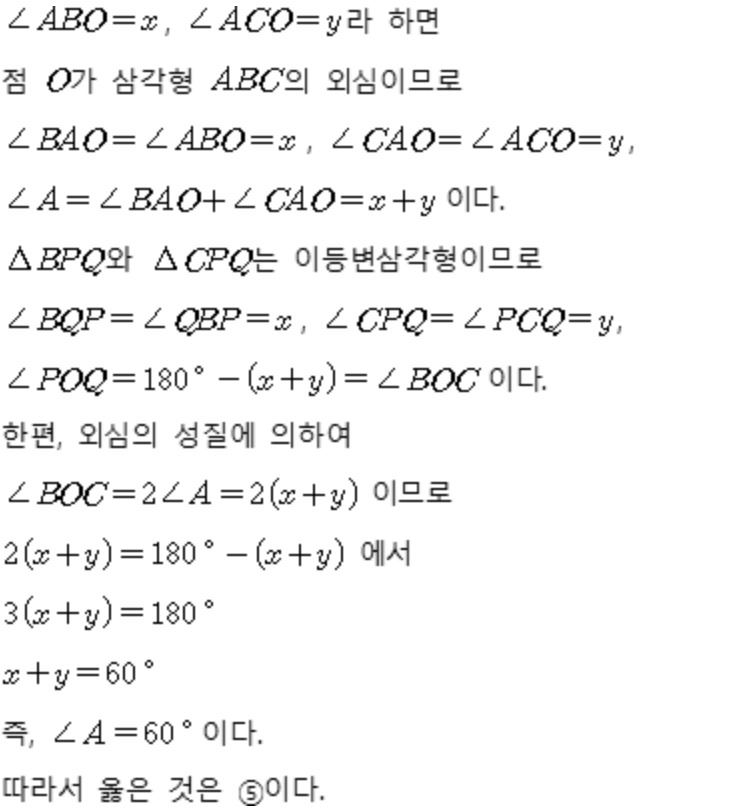 ∠ABO=x, ∠ACO=y라 하면
점 O가 삼각형 ABC의 외심이므로
∠BAO=∠ABO=x, ∠CAO=∠ACO=y,
∠A=∠BAO+∠CAO=x+y 이다.
△BPQ와 △CPQ는 이등변삼각형이므로
∠BQP=∠QBP=x, ∠CPQ=∠PCQ=y,
∠POQ=180°-(x+y)=∠BOC 이다.
한편, 외심의 성질에 의하여
∠BOC=2∠A=2(x+y) 이므로
2(x+y)=180°-(x+y) 에서
3(x+y)=180°
x+y=60°
즉, ∠A=60° 이다.
따라서 옳은 것은 ⑤이다.